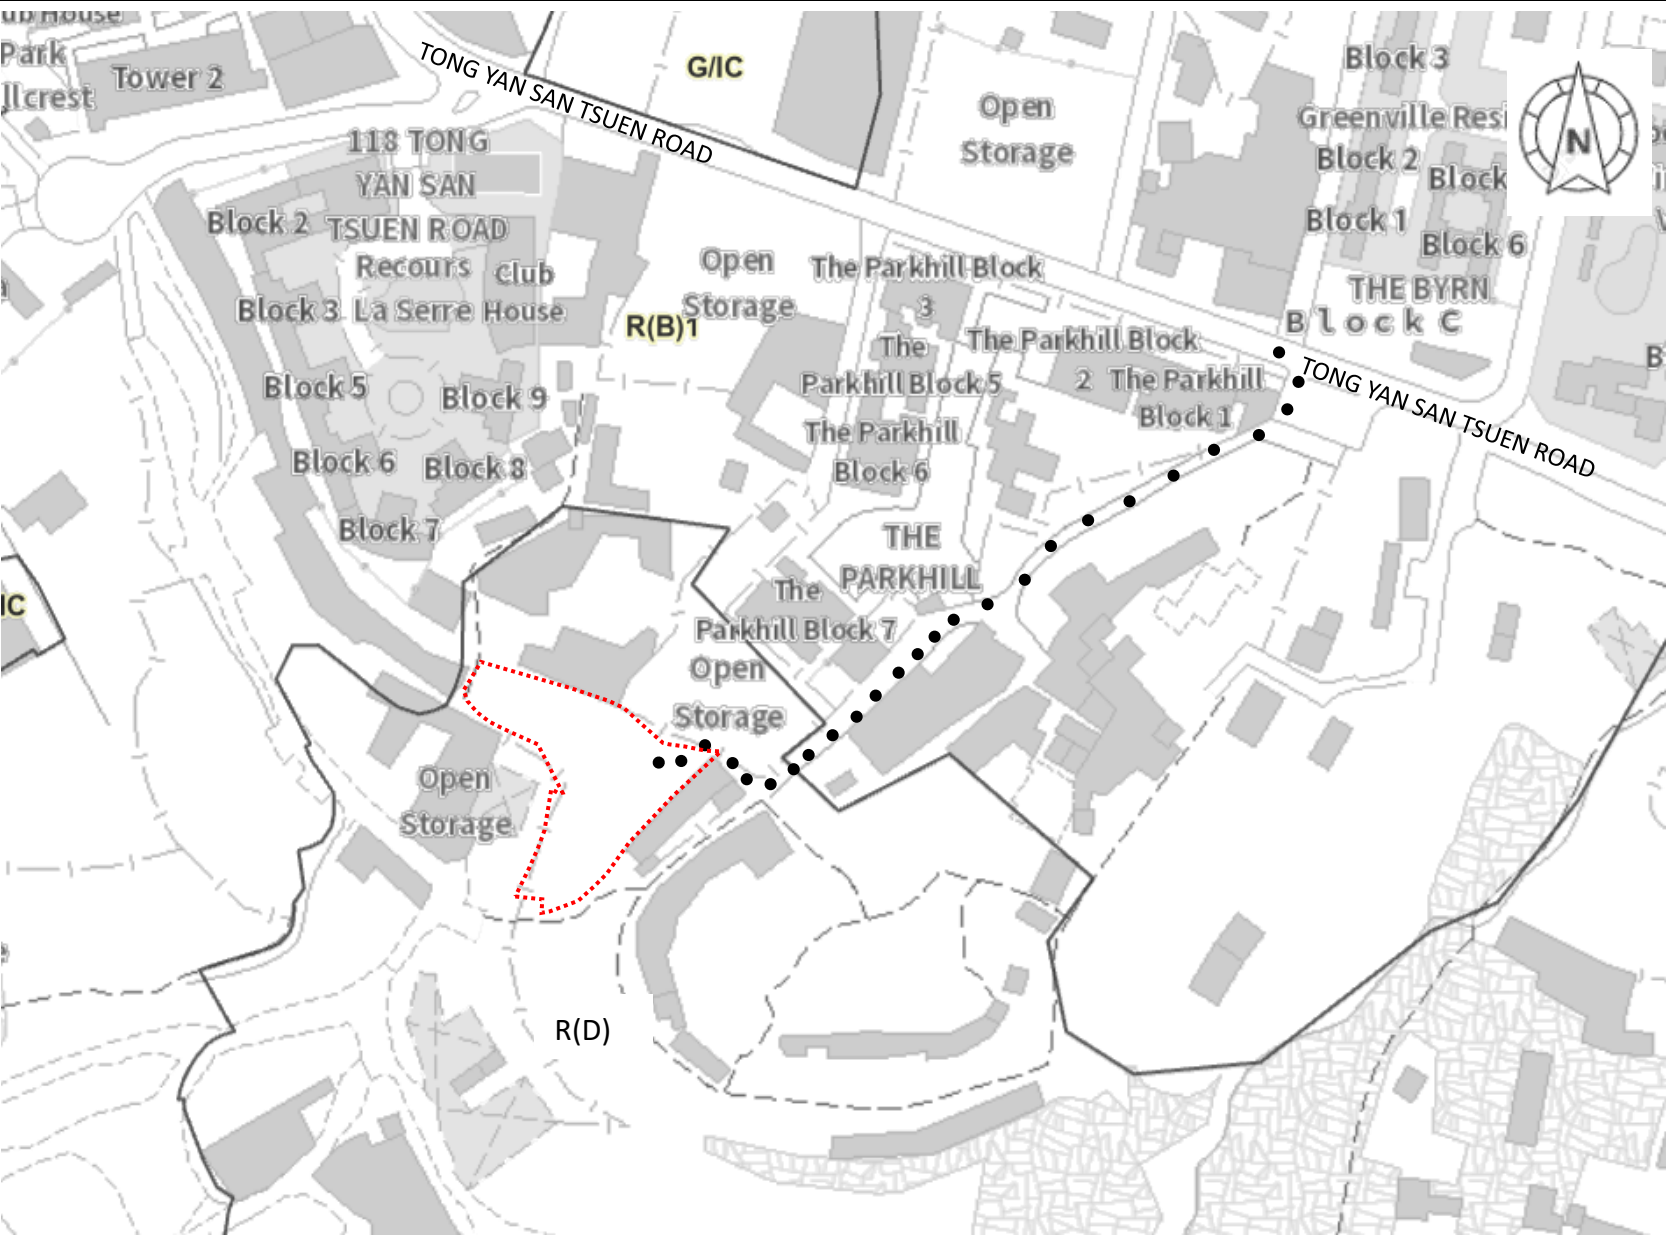 ub House
Park
llcrest
Tower 2
TONG YAN SAN TSUEN ROAD
G/IC
Open
Storage
Block 3
Greenville Resi
Block 2
Block
Block 1
Block 6
THE BYRN
Block C
N
118 TONG
YAN SAN
TSUEN ROAD
Block 2
Recours
La Serre
Club
House
Block 3
Block 5
Block 9
Block 6
Block 8
Block 7
Open
Storage
R(B)1
The Parkhill Block
3
The
Parkhill Block 5
The Parkhill Block
2
The Parkhill
Block 1
The Parkhill
Block 6
THE
PARKHILL
TONG YAN SAN TSUEN ROAD
The
Parkhill Block 7
Open
Storage
IC
Open
Storage
R(D)